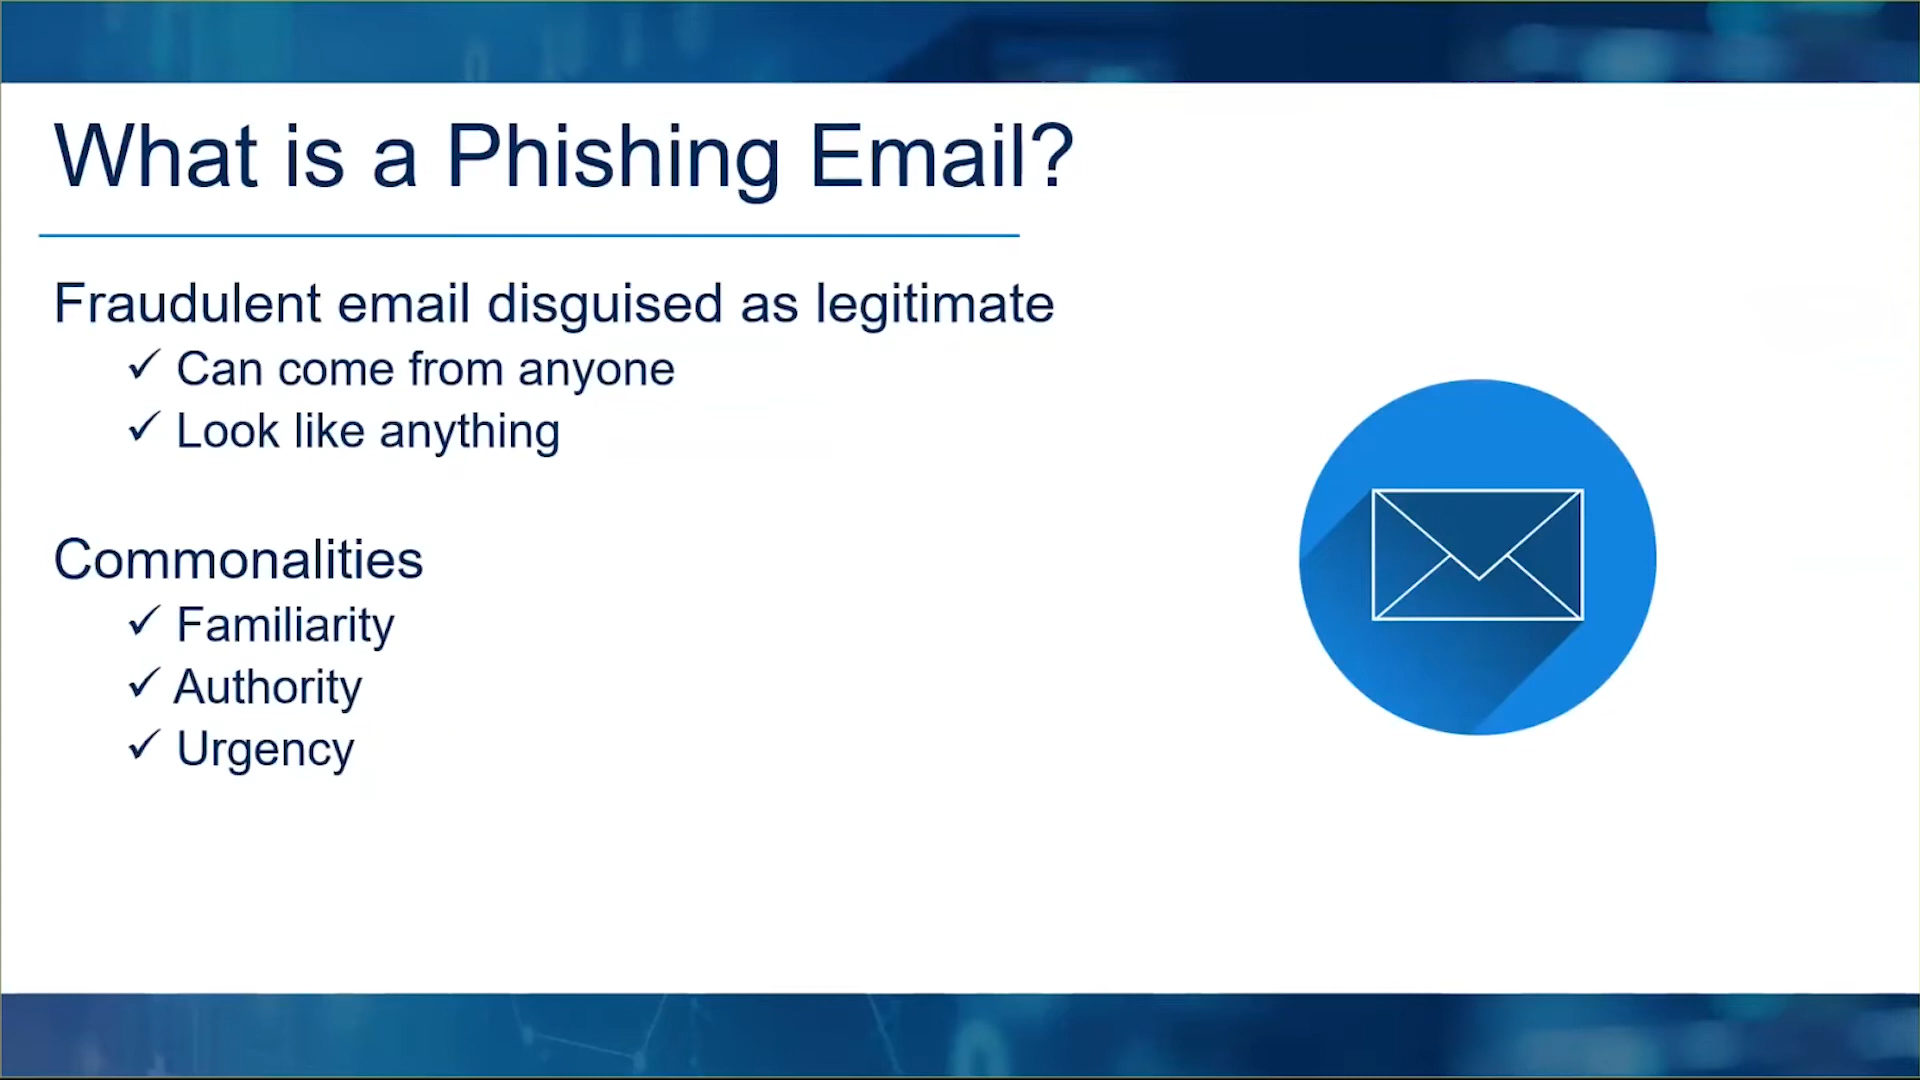 What is a Phishing Email?
Fraudulent email disguised as legitimate
✓ Can come from anyone
✓ Look like anything
Commonalities
✓ Familiarity
✓ Authority
✓ Urgency